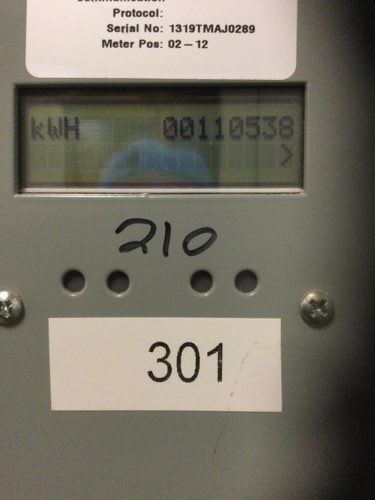 Protocol:
Serial No: 1319TMAJ0289
Meter Pos: 02-12
kWH 00110538
>
210
301